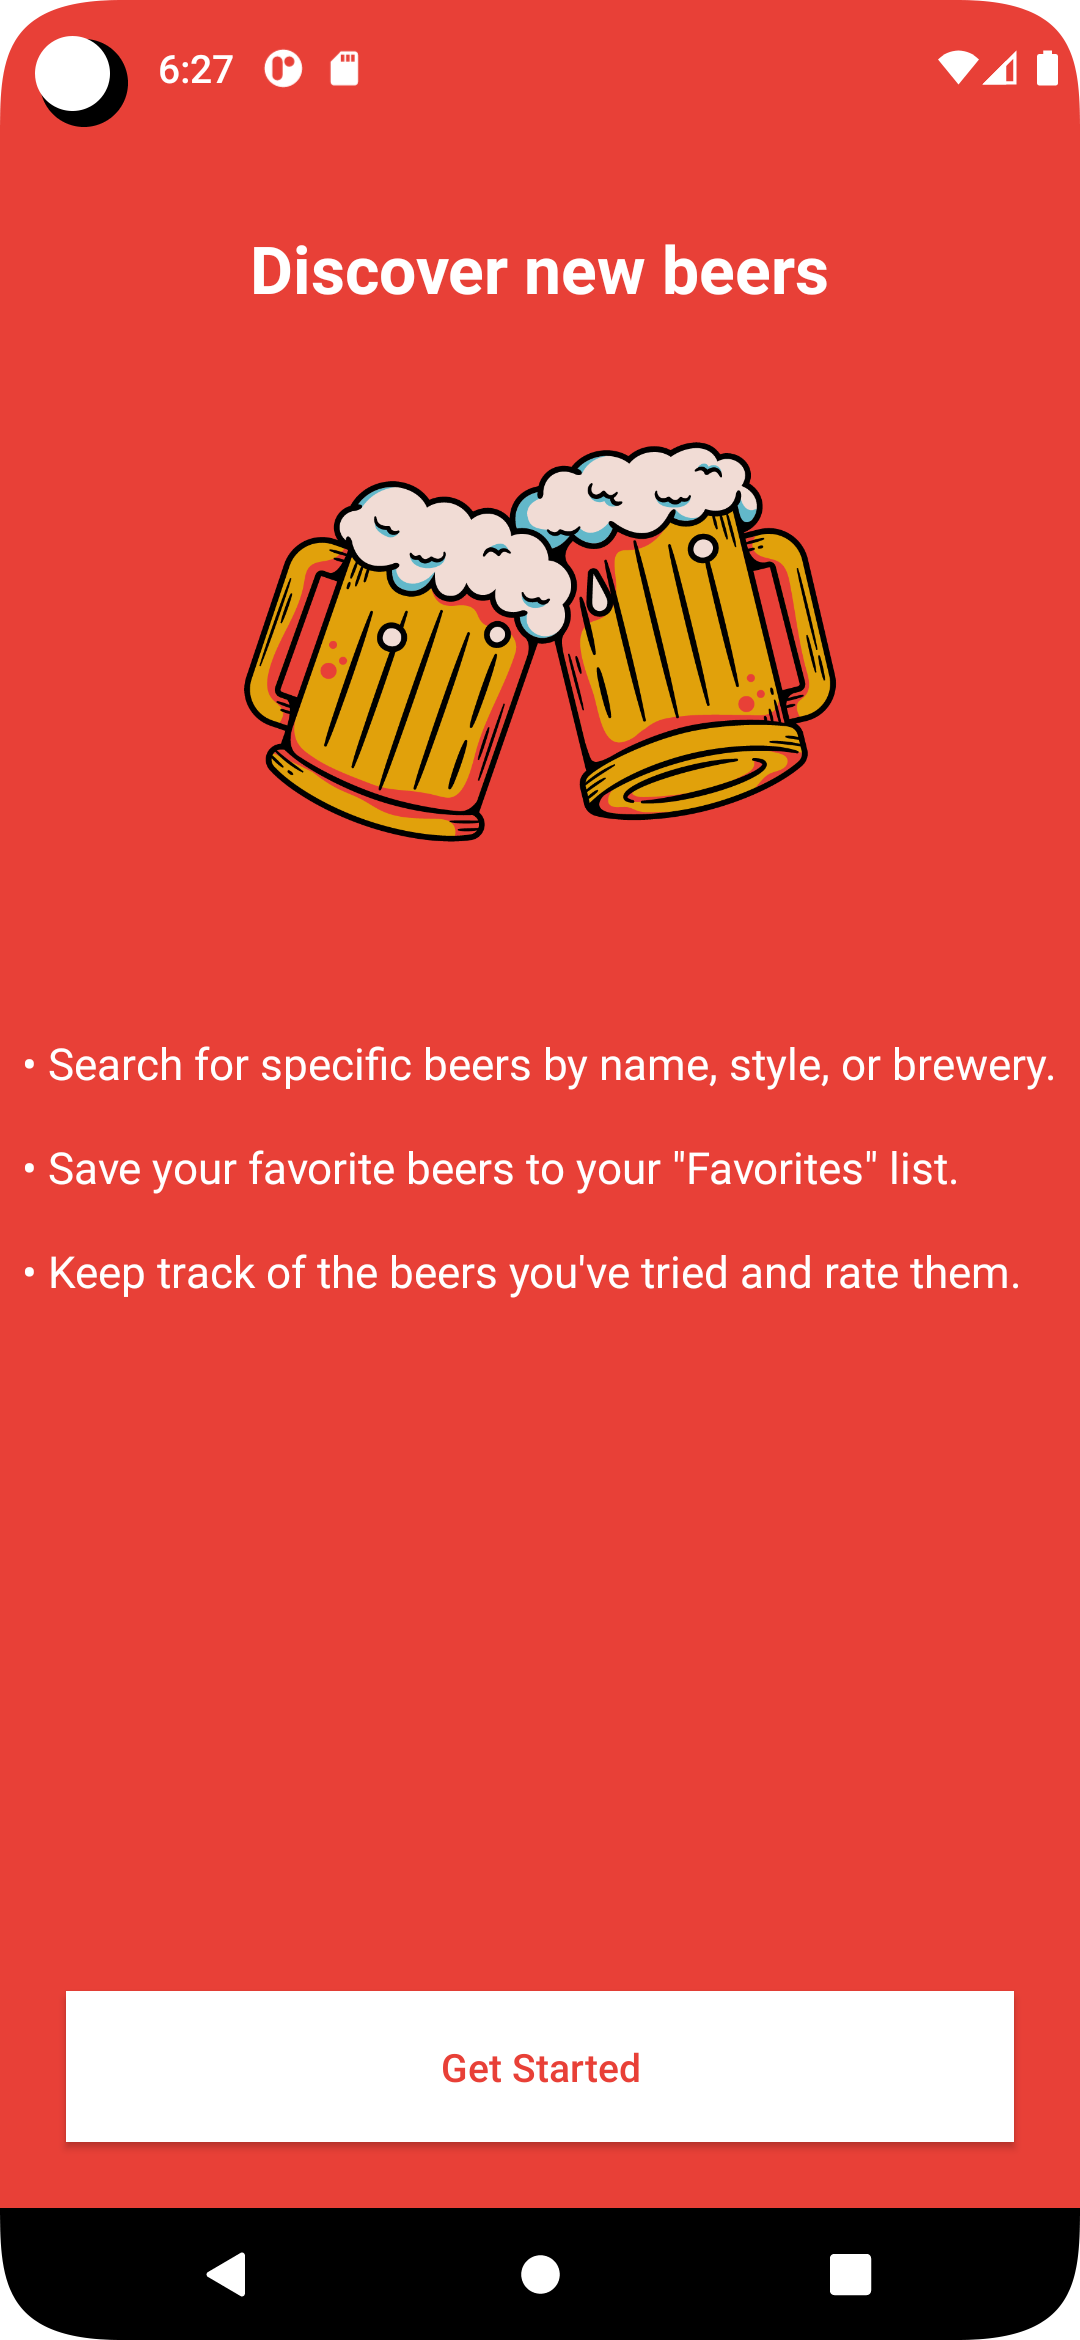 6:27
Discover new beers
• Search for specific beers by name, style, or brewery.
• Save your favorite beers to your "Favorites" list.
• Keep track of the beers you've tried and rate them.
Get Started